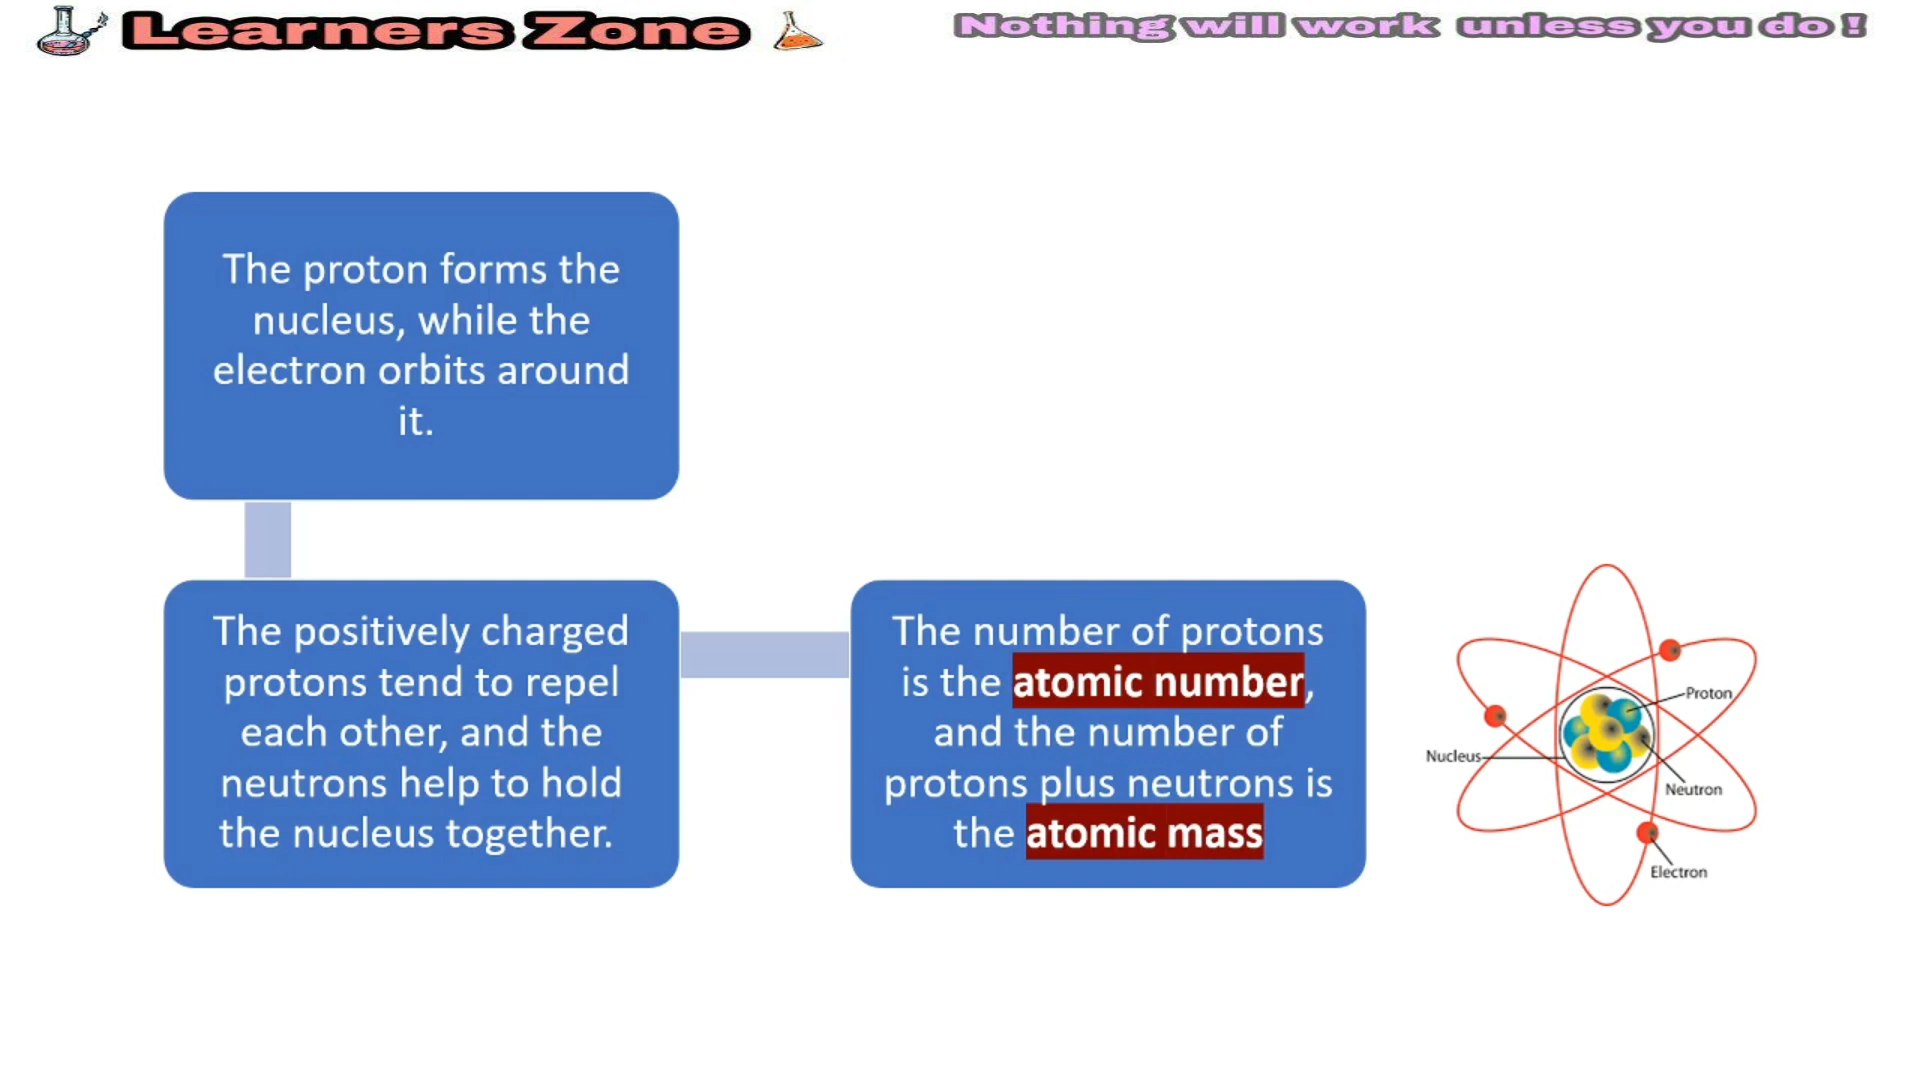 Learners Zone
Nothing will work unless you do !
The proton forms the
nucleus, while the
electron orbits around
it.
The positively charged
protons tend to repel
each other, and the
neutrons help to hold
the nucleus together.
The number of protons
is the atomic number,
and the number of
protons plus neutrons is
the atomic mass
Proton
Nucleus
Neutron
Electron